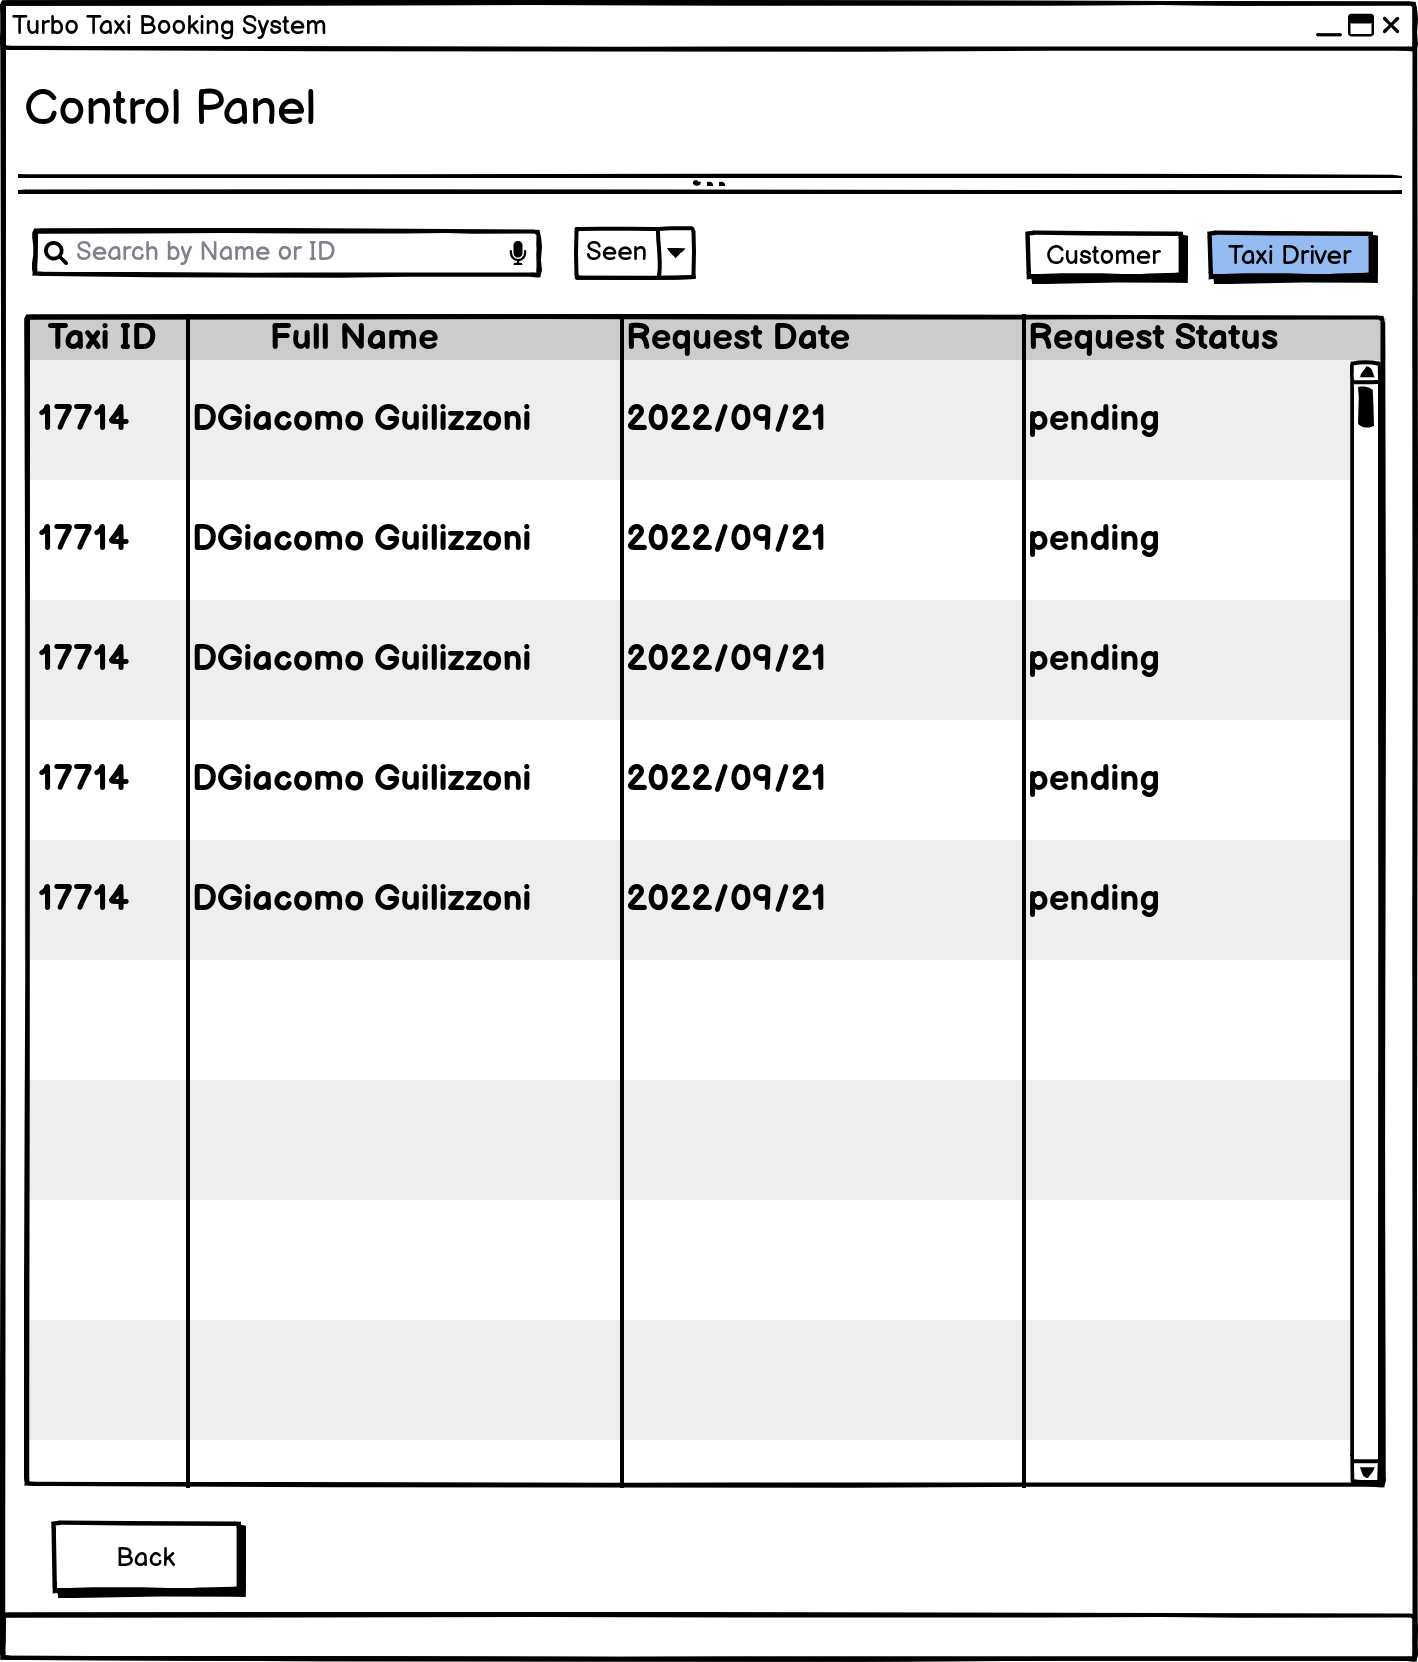 Turbo Taxi Booking System
Control Panel
Search by Name or ID
Seen
Customer
Taxi Driver
Taxi ID Full Name Request Date Request Status
17714 DGiacomo Guilizzoni 2022/09/21 pending
17714 DGiacomo Guilizzoni 2022/09/21 pending
17714 DGiacomo Guilizzoni 2022/09/21 pending
17714 DGiacomo Guilizzoni 2022/09/21 pending
17714 DGiacomo Guilizzoni 2022/09/21 pending
Back